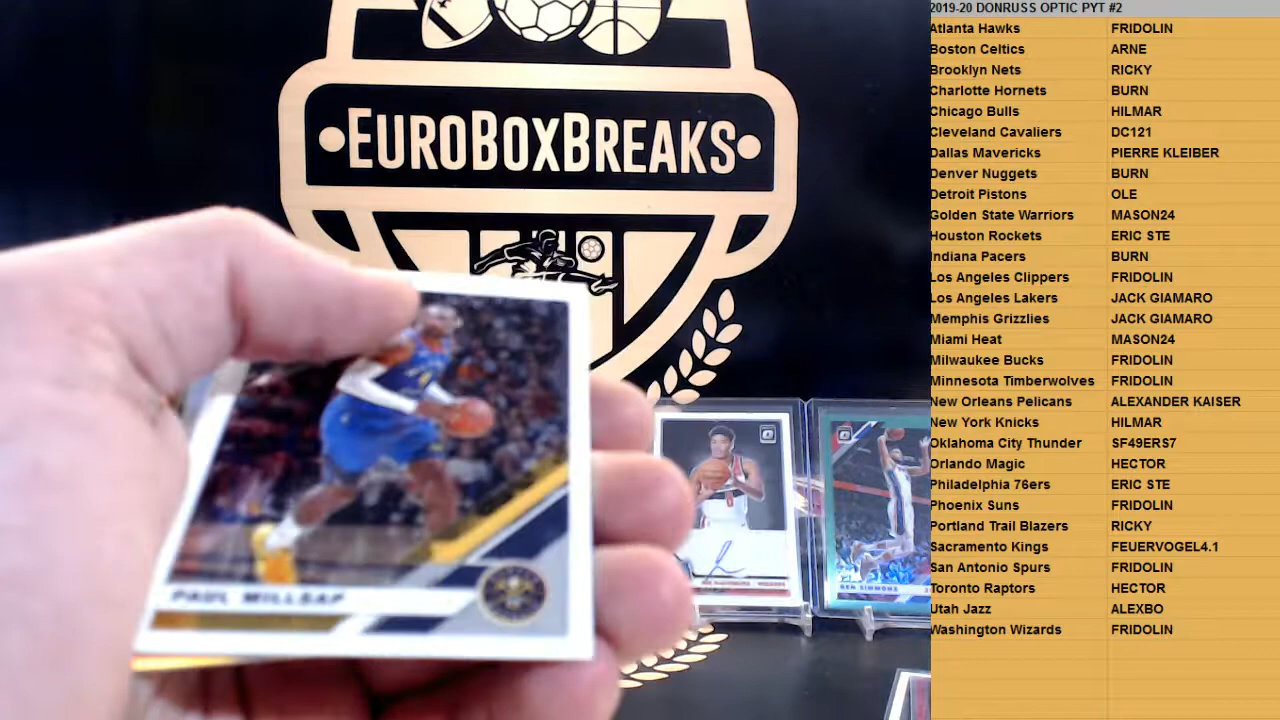 EUROBOXBREAKS
PAUL MILLSAP
BEN SIMMONS
2019-20 DONRUSS OPTIC PYT #2
Atlanta Hawks FRIDOLIN
Boston Celtics ARNE
Brooklyn Nets RICKY
Charlotte Hornets BURN
Chicago Bulls HILMAR
Cleveland Cavaliers DC121
Dallas Mavericks PIERRE KLEIBER
Denver Nuggets BURN
Detroit Pistons OLE
Golden State Warriors MASON24
Houston Rockets ERIC STE
Indiana Pacers BURN
Los Angeles Clippers FRIDOLIN
Los Angeles Lakers JACK GIAMARO
Memphis Grizzlies JACK GIAMARO
Miami Heat MASON24
Milwaukee Bucks FRIDOLIN
Minnesota Timberwolves FRIDOLIN
New Orleans Pelicans ALEXANDER KAISER
New York Knicks HILMAR
Oklahoma City Thunder SF49ERS7
Orlando Magic HECTOR
Philadelphia 76ers ERIC STE
Phoenix Suns FRIDOLIN
Portland Trail Blazers RICKY
Sacramento Kings FEUERVOGEL4.1
San Antonio Spurs FRIDOLIN
Toronto Raptors HECTOR
Utah Jazz ALEXBO
Washington Wizards FRIDOLIN